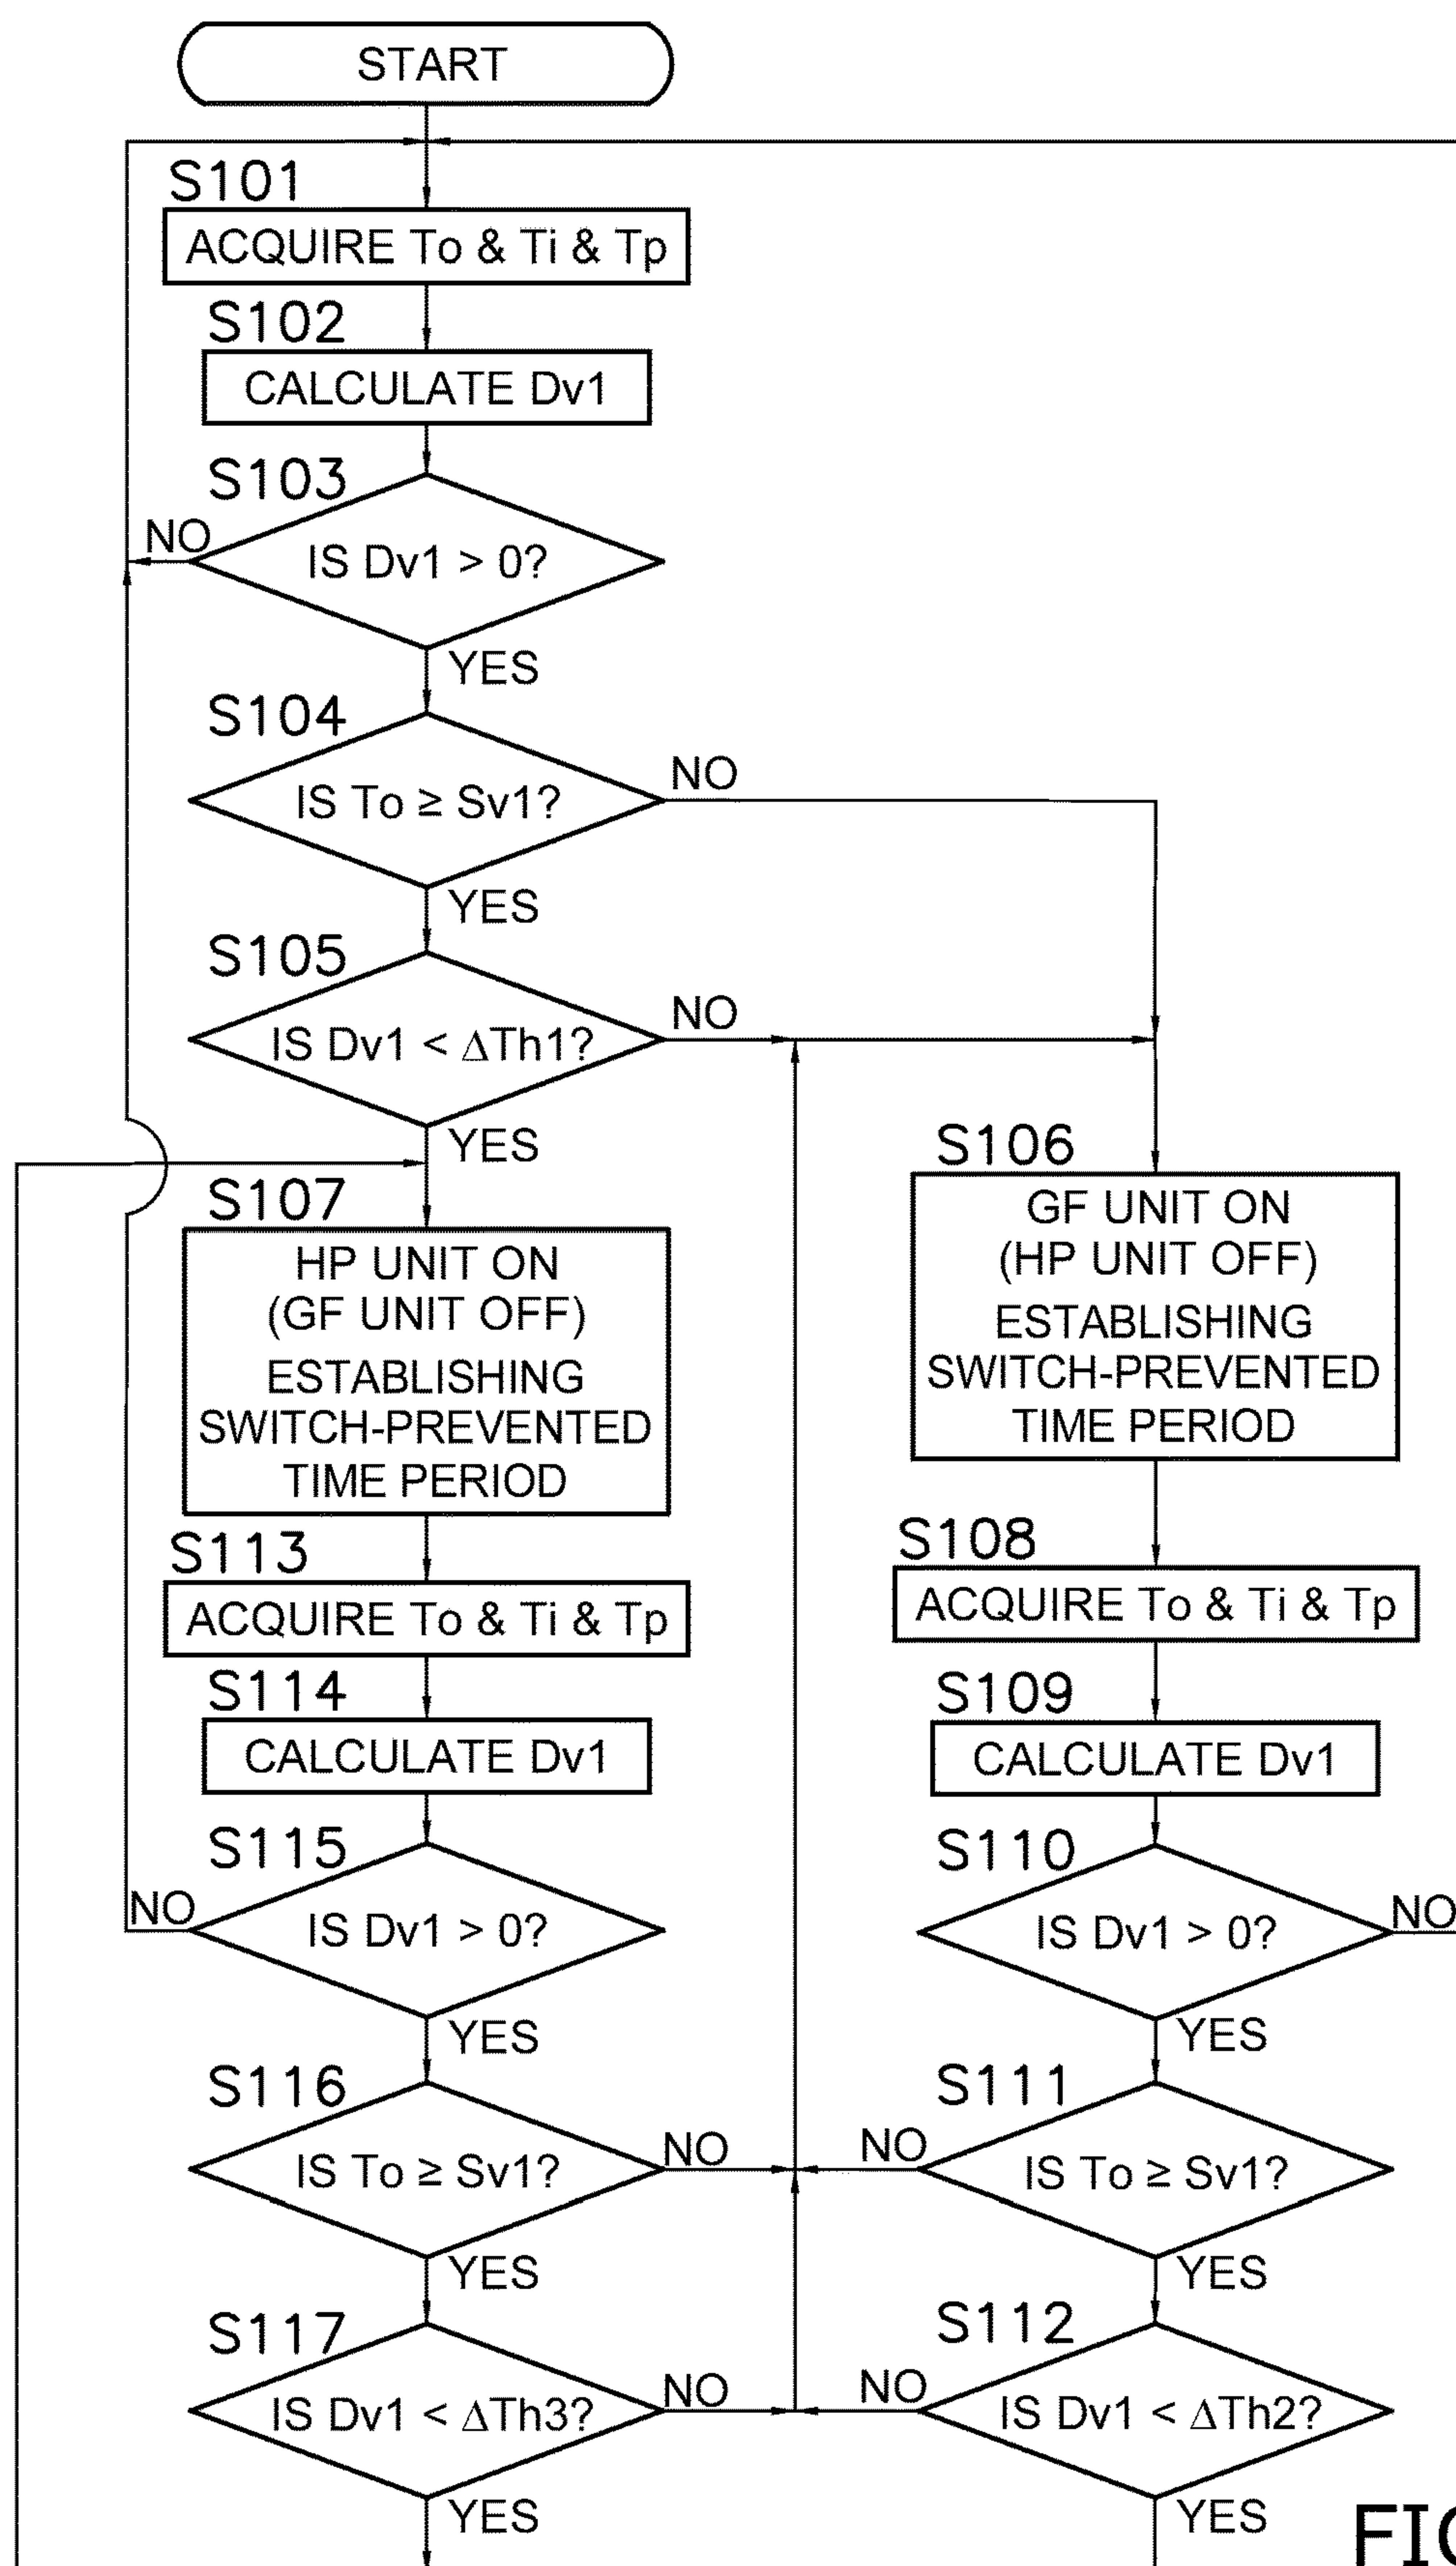 START
S101
ACQUIRE To & Ti & Tp
S102
CALCULATE Dv1
S103
NO
IS Dv1 > 0?
YES
S104
NO
IS To ≥ Sv1?
YES
S105
NO
IS Dv1 < ΔTh1?
YES
S107
HP UNIT ON
(GF UNIT OFF)
ESTABLISHING
SWITCH-PREVENTED
TIME PERIOD
S106
GF UNIT ON
(HP UNIT OFF)
ESTABLISHING
SWITCH-PREVENTED
TIME PERIOD
S113
ACQUIRE To & Ti & Tp
S108
ACQUIRE To & Ti & Tp
S114
CALCULATE Dv1
S109
CALCULATE Dv1
S115
NO
IS Dv1 > 0?
YES
S110
IS Dv1 > 0?
NO
YES
S116
IS To ≥ Sv1?
NO
YES
S111
NO
IS To ≥ Sv1?
YES
S117
IS Dv1 < ΔTh3?
NO
YES
S112
NO
IS Dv1 < ΔTh2?
YES